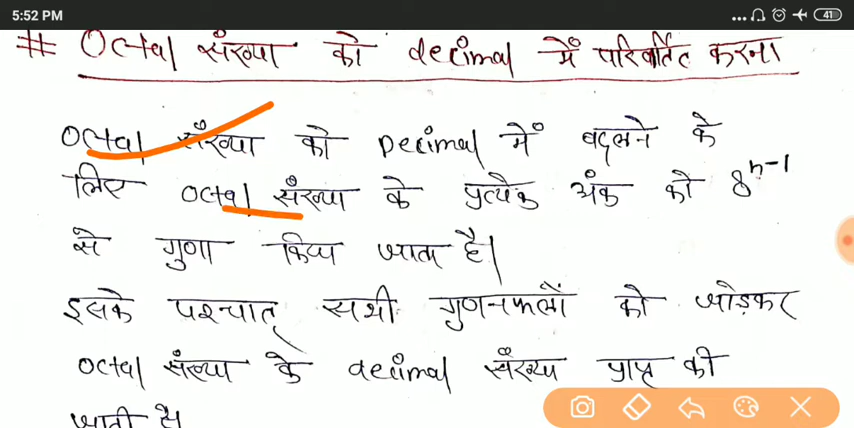 5:52 PM
41
# Octal संख्या को decimal में परिवर्तित करना
Octal संख्या को Decimal में बदलने के
लिए Octal संख्या के प्रत्येक अंक को 8^n-1
से गुणा किया जाता है।
इसके पश्चात् सभी गुणनफलों को जोड़कर
Octal संख्या के decimal संख्या प्राप्त की
जाती है